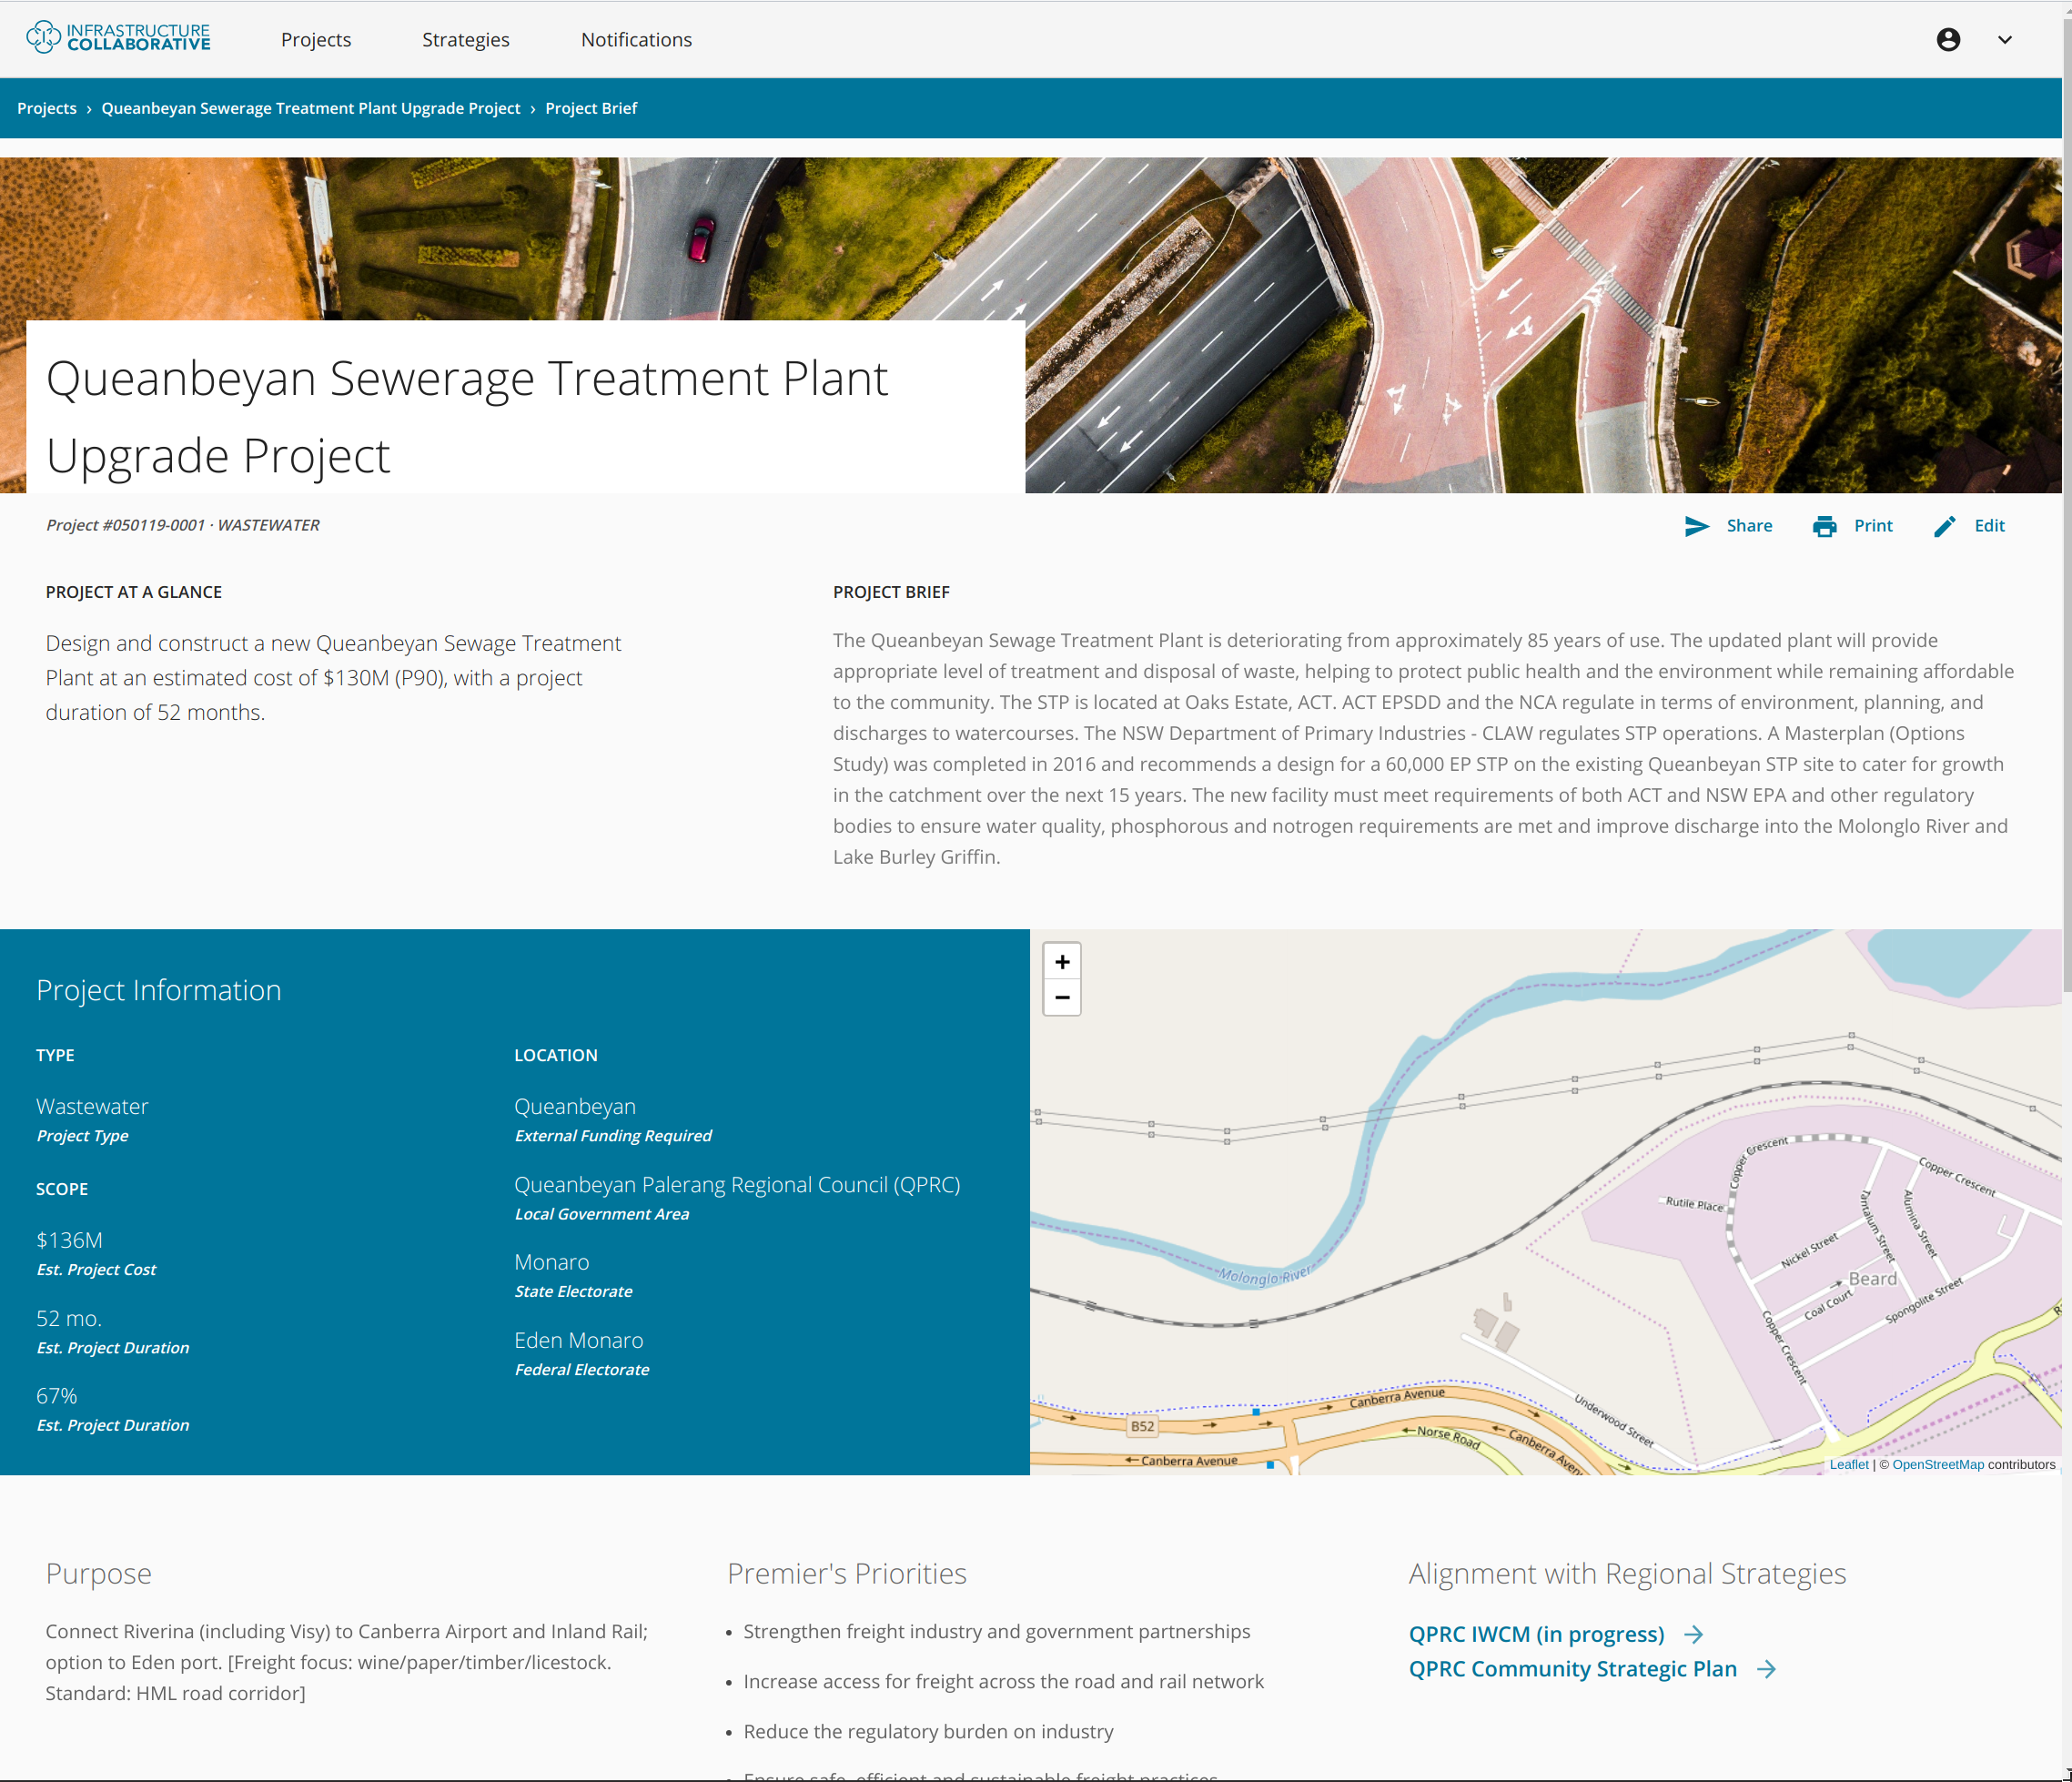 INFRASTRUCTURE
COLLABORATIVE
Projects
Strategies
Notifications
Projects › Queanbeyan Sewerage Treatment Plant Upgrade Project › Project Brief
Queanbeyan Sewerage Treatment Plant
Upgrade Project
Project #050119-0001 · WASTEWATER
Share
Print
Edit
PROJECT AT A GLANCE
Design and construct a new Queanbeyan Sewage Treatment
Plant at an estimated cost of $130M (P90), with a project
duration of 52 months.
PROJECT BRIEF
The Queanbeyan Sewage Treatment Plant is deteriorating from approximately 85 years of use. The updated plant will provide
appropriate level of treatment and disposal of waste, helping to protect public health and the environment while remaining affordable
to the community. The STP is located at Oaks Estate, ACT. ACT EPSDD and the NCA regulate in terms of environment, planning, and
discharges to watercourses. The NSW Department of Primary Industries - CLAW regulates STP operations. A Masterplan (Options
Study) was completed in 2016 and recommends a design for a 60,000 EP STP on the existing Queanbeyan STP site to cater for growth
in the catchment over the next 15 years. The new facility must meet requirements of both ACT and NSW EPA and other regulatory
bodies to ensure water quality, phosphorous and notrogen requirements are met and improve discharge into the Molonglo River and
Lake Burley Griffin.
Project Information
TYPE
Wastewater
Project Type
SCOPE
$136M
Est. Project Cost
52 mo.
Est. Project Duration
67%
Est. Project Duration
LOCATION
Queanbeyan
External Funding Required
Queanbeyan Palerang Regional Council (QPRC)
Local Government Area
Monaro
State Electorate
Eden Monaro
Federal Electorate
+
−
Copper Crescent
Copper Crescent
Rutile Place
Tantalum Street
Alumina Street
Nickel Street
Beard
Coal Court
Spongolite Street
Copper Crescent
Molonglo River
Canberra Avenue
Underwood Street
B52
Norse Road
Canberra Aven
Canberra Avenue
Leaflet | © OpenStreetMap contributors
Purpose
Connect Riverina (including Visy) to Canberra Airport and Inland Rail;
option to Eden port. [Freight focus: wine/paper/timber/licestock.
Standard: HML road corridor]
Premier's Priorities
• Strengthen freight industry and government partnerships
• Increase access for freight across the road and rail network
• Reduce the regulatory burden on industry
• Ensure safe, efficient and sustainable freight practices
Alignment with Regional Strategies
QPRC IWCM (in progress) →
QPRC Community Strategic Plan →